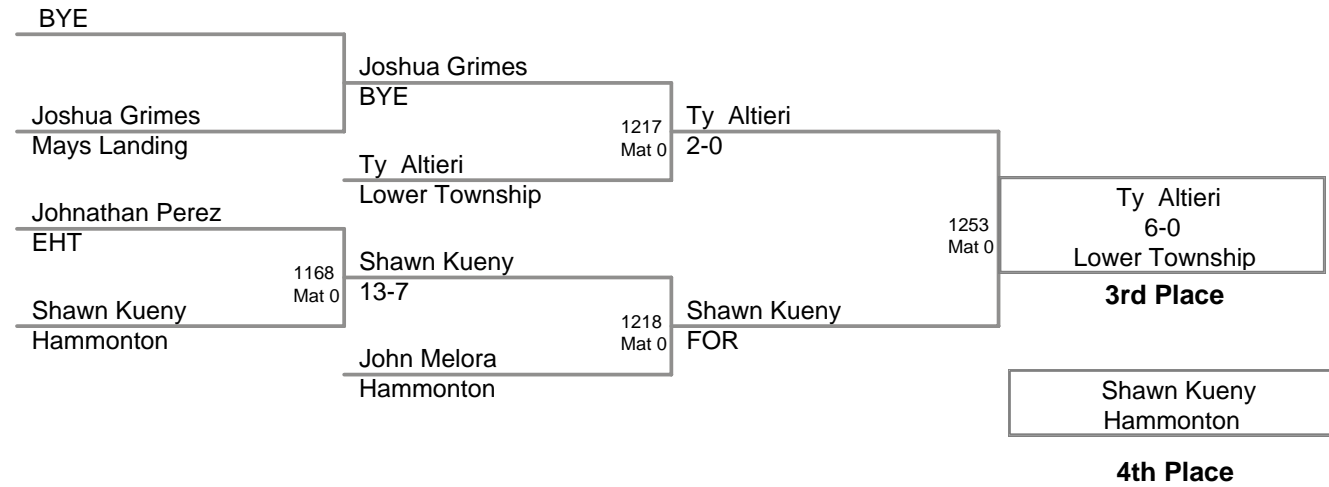 BYE
Joshua Grimes
Mays Landing
Johnathan Perez
EHT
1168
Mat 0
Shawn Kueny
Hammonton
Joshua Grimes
BYE
1217
Mat 0
Ty Altieri
Lower Township
Shawn Kueny
13-7
1218
Mat 0
John Melora
Hammonton
Ty Altieri
2-0
1253
Mat 0
Shawn Kueny
FOR
Ty Altieri
6-0
Lower Township
3rd Place
Shawn Kueny
Hammonton
4th Place